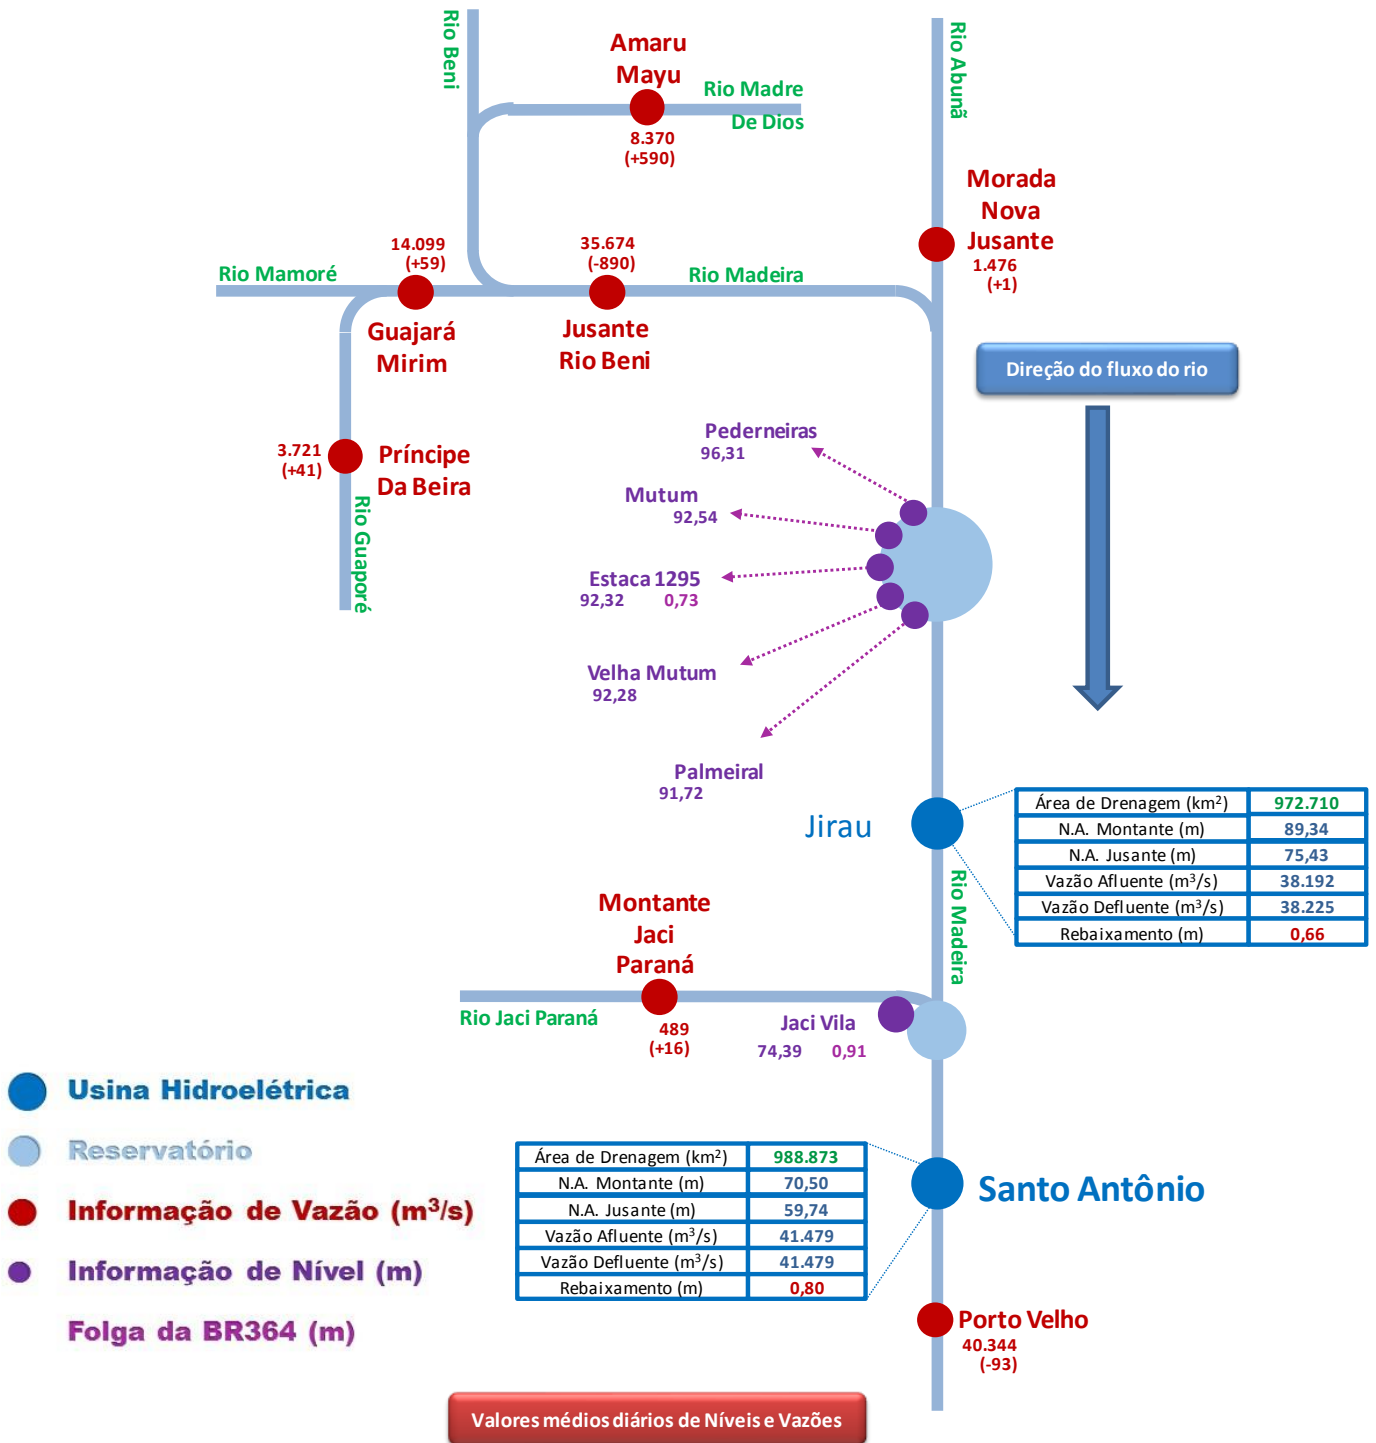 Rio Beni
Amaru
Mayu
8.370
(+590)
Rio Madre
De Dios
Rio Abunã
Morada
Nova
Jusante
1.476
(+1)
Rio Mamoré
14.099
(+59)
Guajará
Mirim
35.674
(-890)
Jusante
Rio Beni
Rio Madeira
Direção do fluxo do rio
3.721
(+41)
Príncipe
Da Beira
Rio Guaporé
Pederneiras
96,31
Mutum
92,54
Estaca 1295
92,32 0,73
Velha Mutum
92,28
Palmeiral
91,72
Jirau
Área de Drenagem (km²) 972.710
N.A. Montante (m) 89,34
N.A. Jusante (m) 75,43
Vazão Afluente (m³/s) 38.192
Vazão Defluente (m³/s) 38.225
Rebaixamento (m) 0,66
Rio Madeira
Montante
Jaci
Paraná
489
(+16)
Rio Jaci Paraná
Jaci Vila
74,39 0,91
Usina Hidroelétrica
Reservatório
Informação de Vazão (m³/s)
Informação de Nível (m)
Folga da BR364 (m)
Área de Drenagem (km²) 988.873
N.A. Montante (m) 70,50
N.A. Jusante (m) 59,74
Vazão Afluente (m³/s) 41.479
Vazão Defluente (m³/s) 41.479
Rebaixamento (m) 0,80
Santo Antônio
Porto Velho
40.344
(-93)
Valores médios diários de Níveis e Vazões